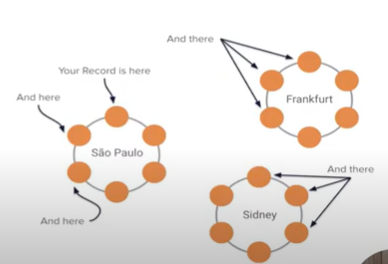 And there
Your Record is here
And here
Frankfurt
São Paulo
And there
Sidney
And here